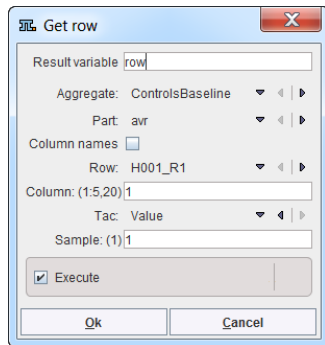 Get row
Result variable row
Aggregate: ControlsBaseline
Part: avr
Column names
Row: H001_R1
Column: (1:5,20) 1
Tac: Value
Sample: (1) 1
Execute
Ok Cancel